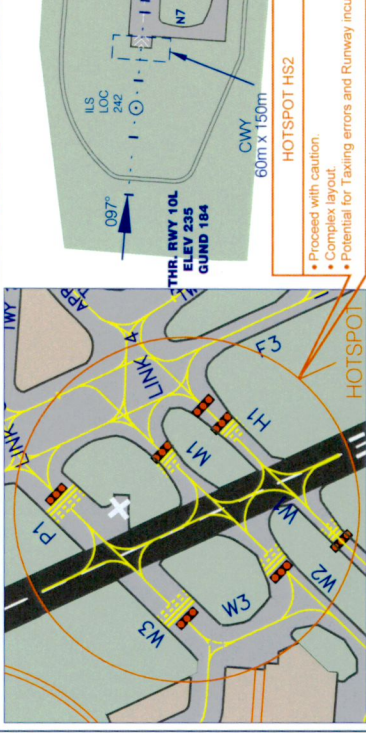 N7
ILS
LOC
242
097°
THR. RWY 10L
ELEV 235
GUND 184
CWY
60m x 150m
HOTSPOT HS2
• Proceed with caution.
• Complex layout.
• Potential for Taxiing errors and Runway incu
TWY
LINK 4
LINK
F3
P1
M1
H1
W1
W2
W3
W3
HOTSPOT